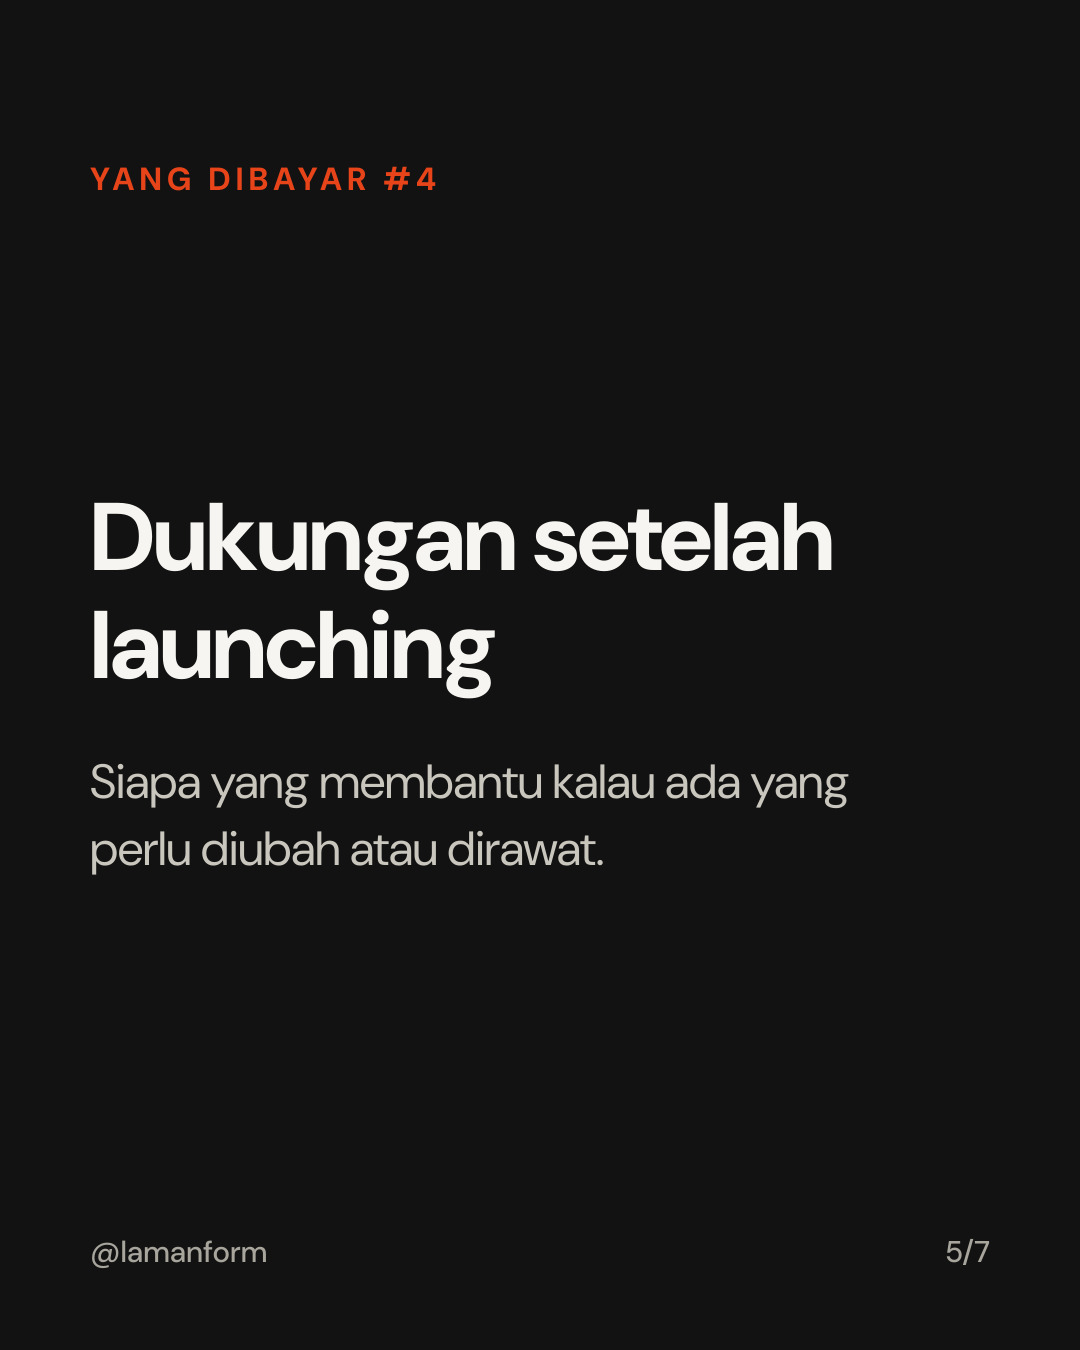 YANG DIBAYAR #4
Dukungan setelah
launching
Siapa yang membantu kalau ada yang
perlu diubah atau dirawat.
@lamanform
5/7